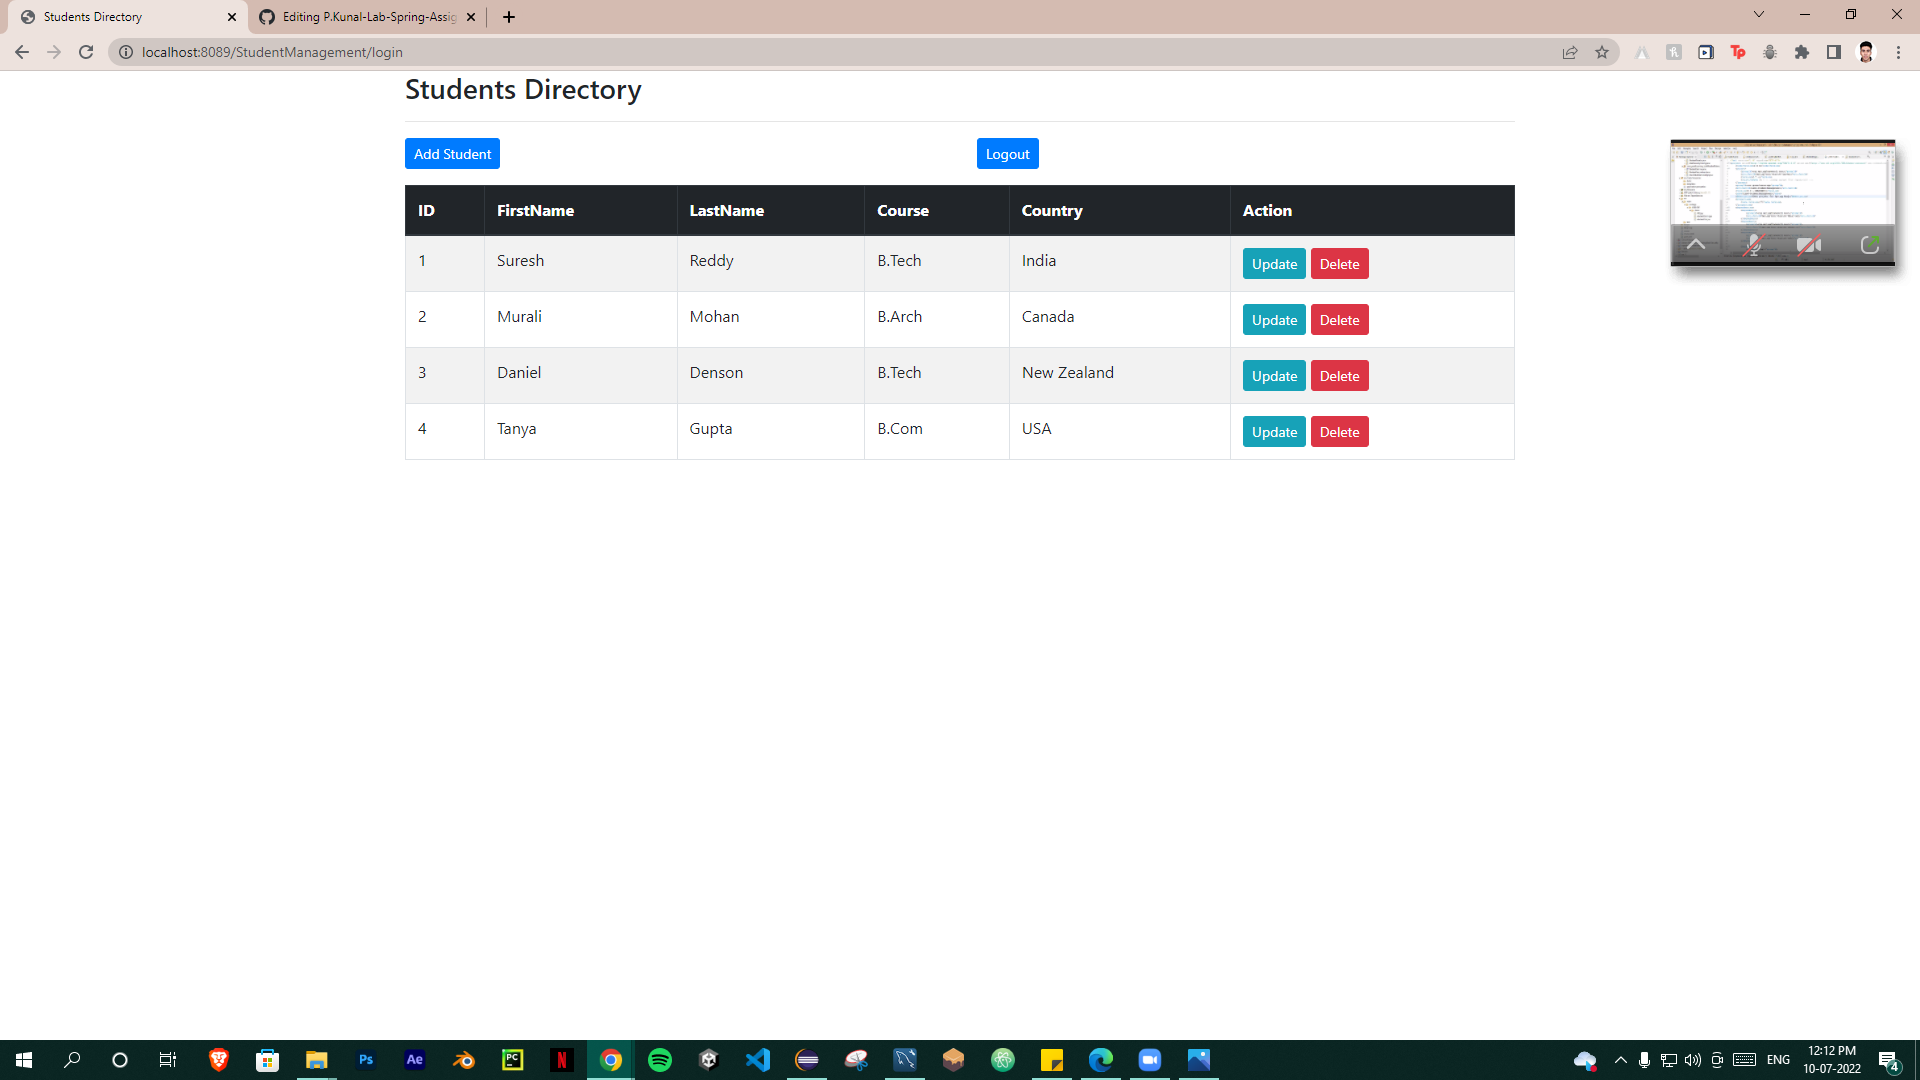 Students Directory
Editing P.Kunal-Lab-Spring-Assig
localhost:8089/StudentManagement/login
Students Directory
Add Student
Logout
ID FirstName LastName Course Country Action
1 Suresh Reddy B.Tech India Update Delete
2 Murali Mohan B.Arch Canada Update Delete
3 Daniel Denson B.Tech New Zealand Update Delete
4 Tanya Gupta B.Com USA Update Delete
Ps
Ae
PC
N
ENG
12:12 PM
10-07-2022
4